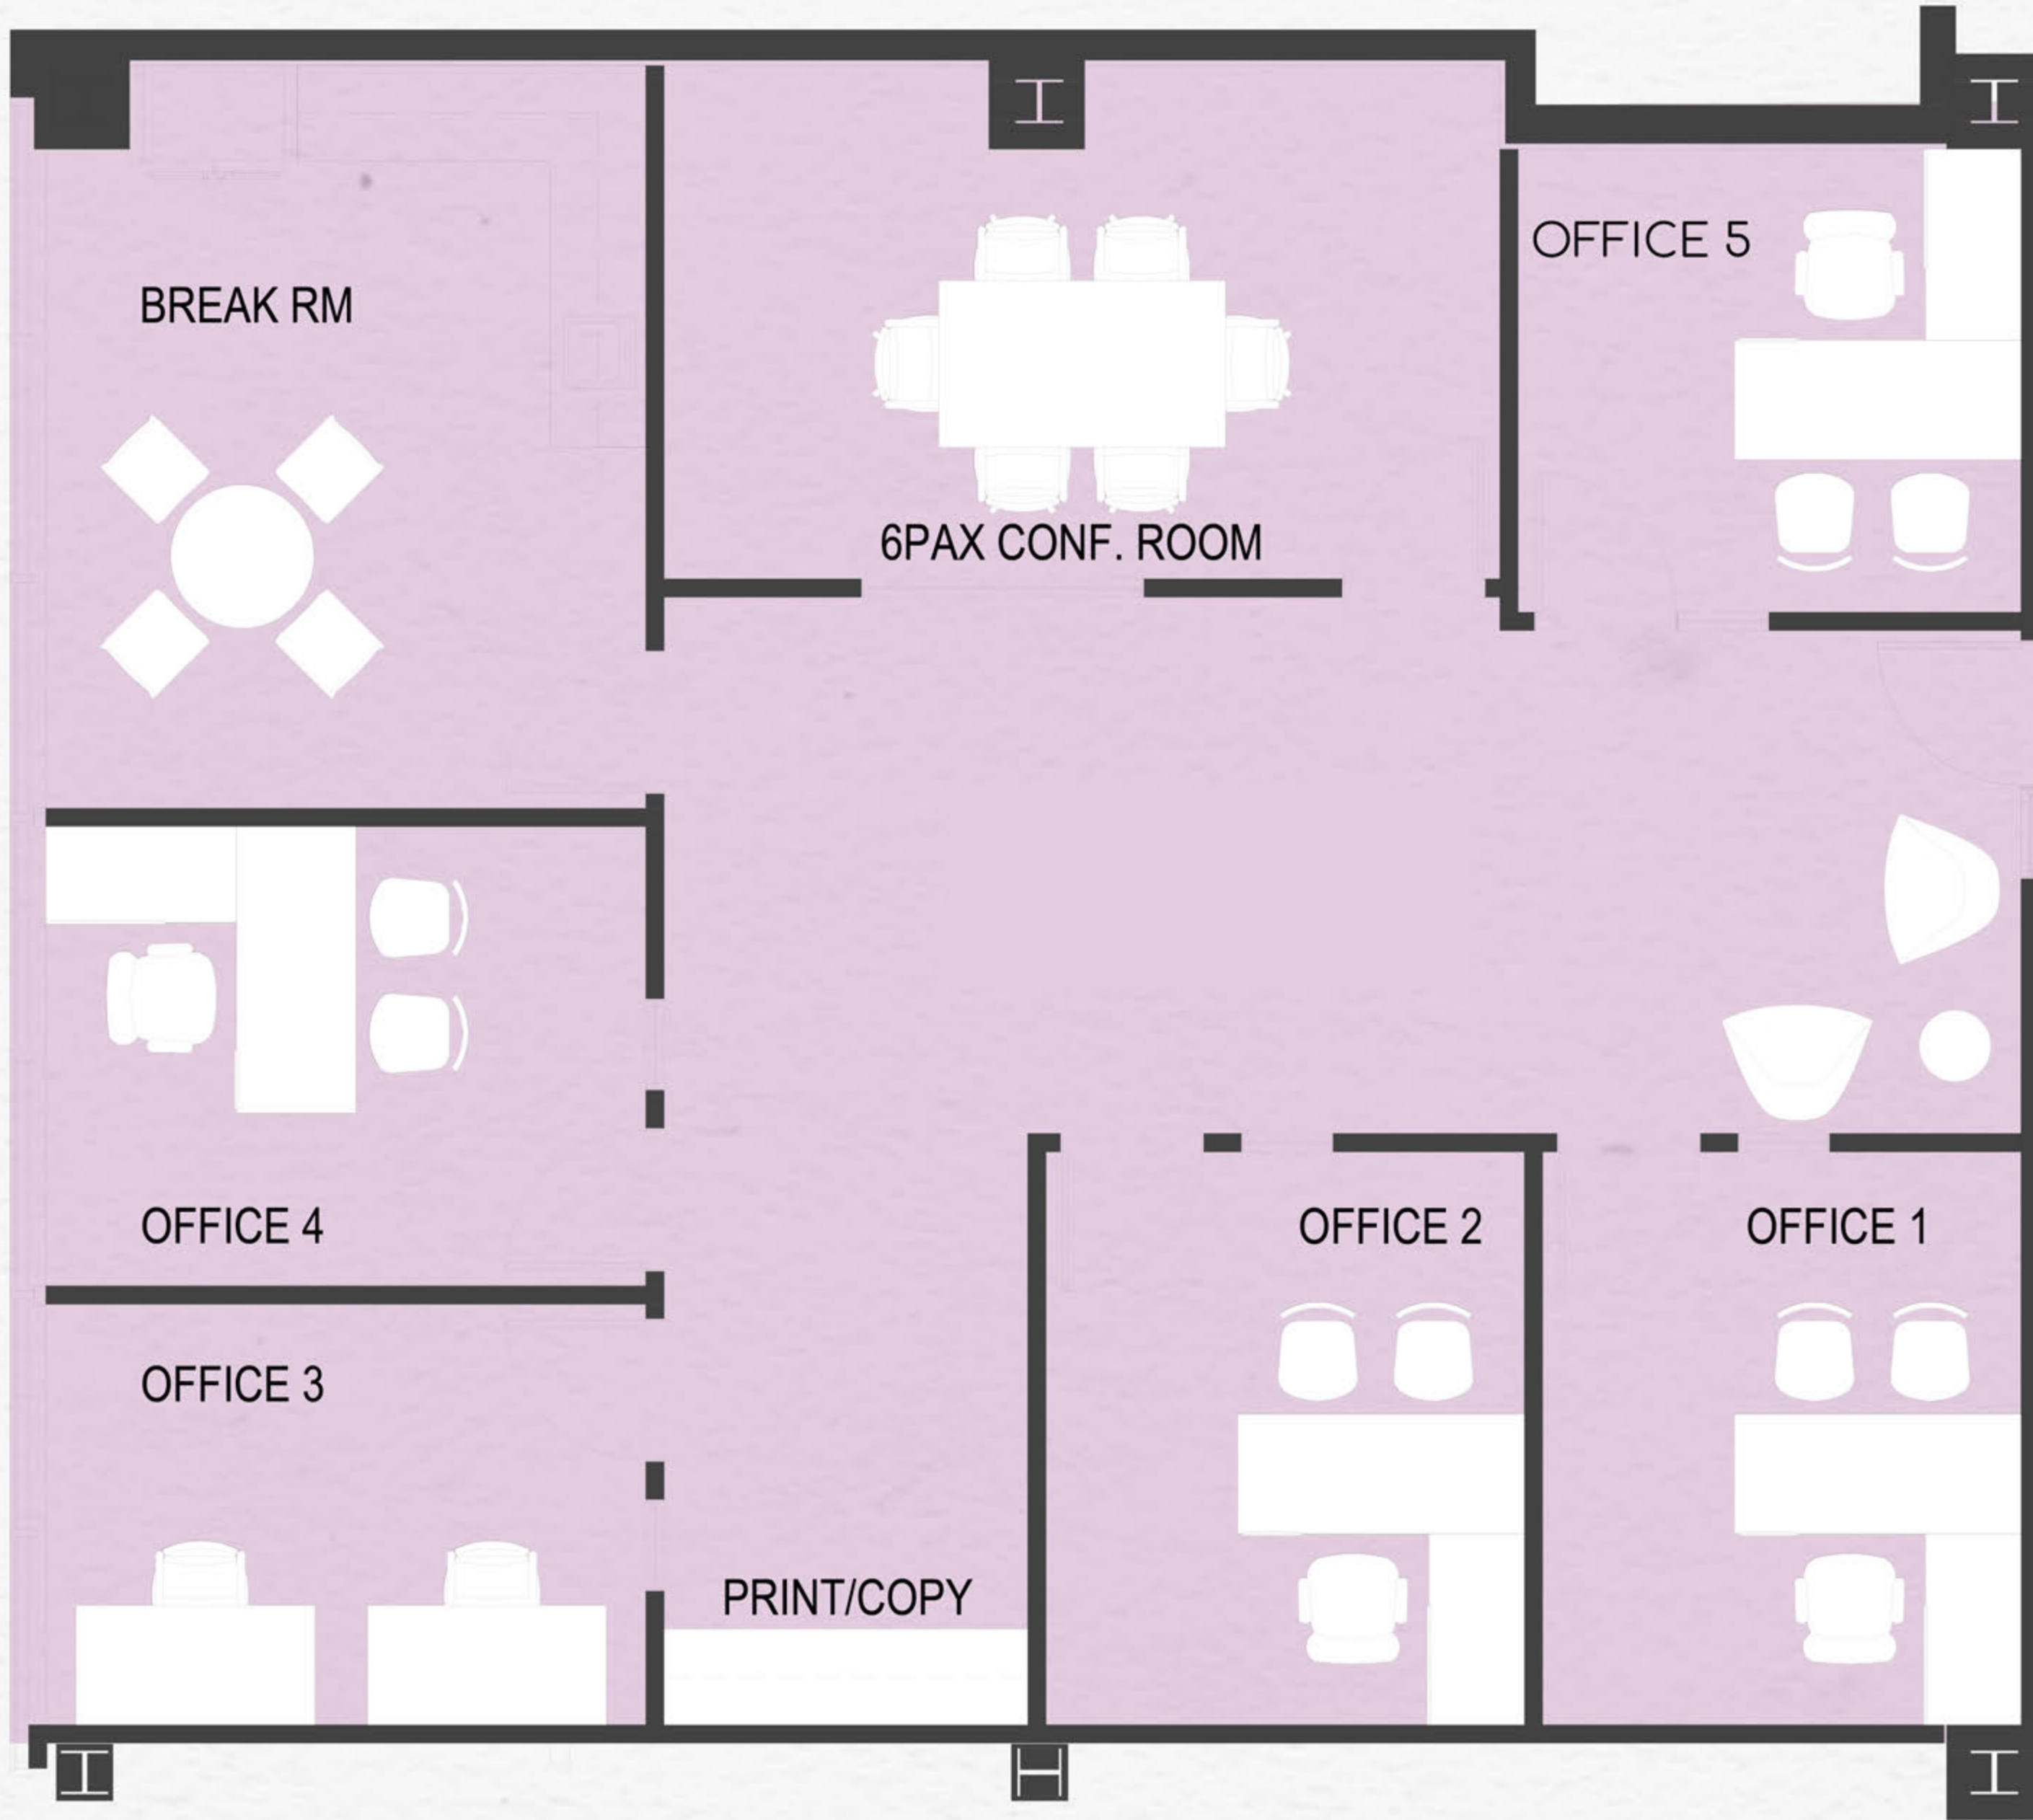 OFFICE 5
BREAK RM
6PAX CONF. ROOM
OFFICE 4
OFFICE 2
OFFICE 1
OFFICE 3
PRINT/COPY